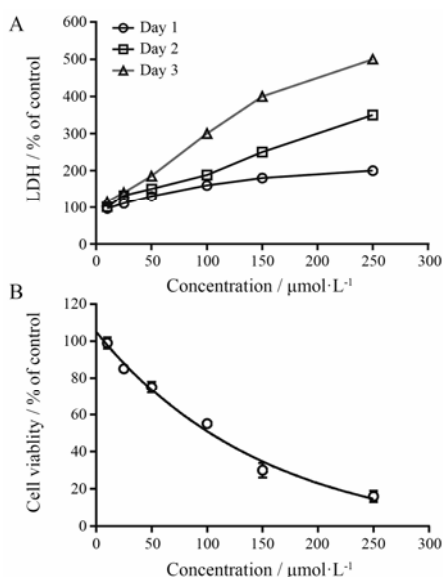 A
Day 1
Day 2
Day 3
LDH / % of control
600
500
400
300
200
100
0
0 50 100 150 200 250 300
Concentration / μmol·L⁻¹
B
Cell viablity / % of control
120
100
80
60
40
20
0
0 50 100 150 200 250 300
Concentration / μmol·L⁻¹